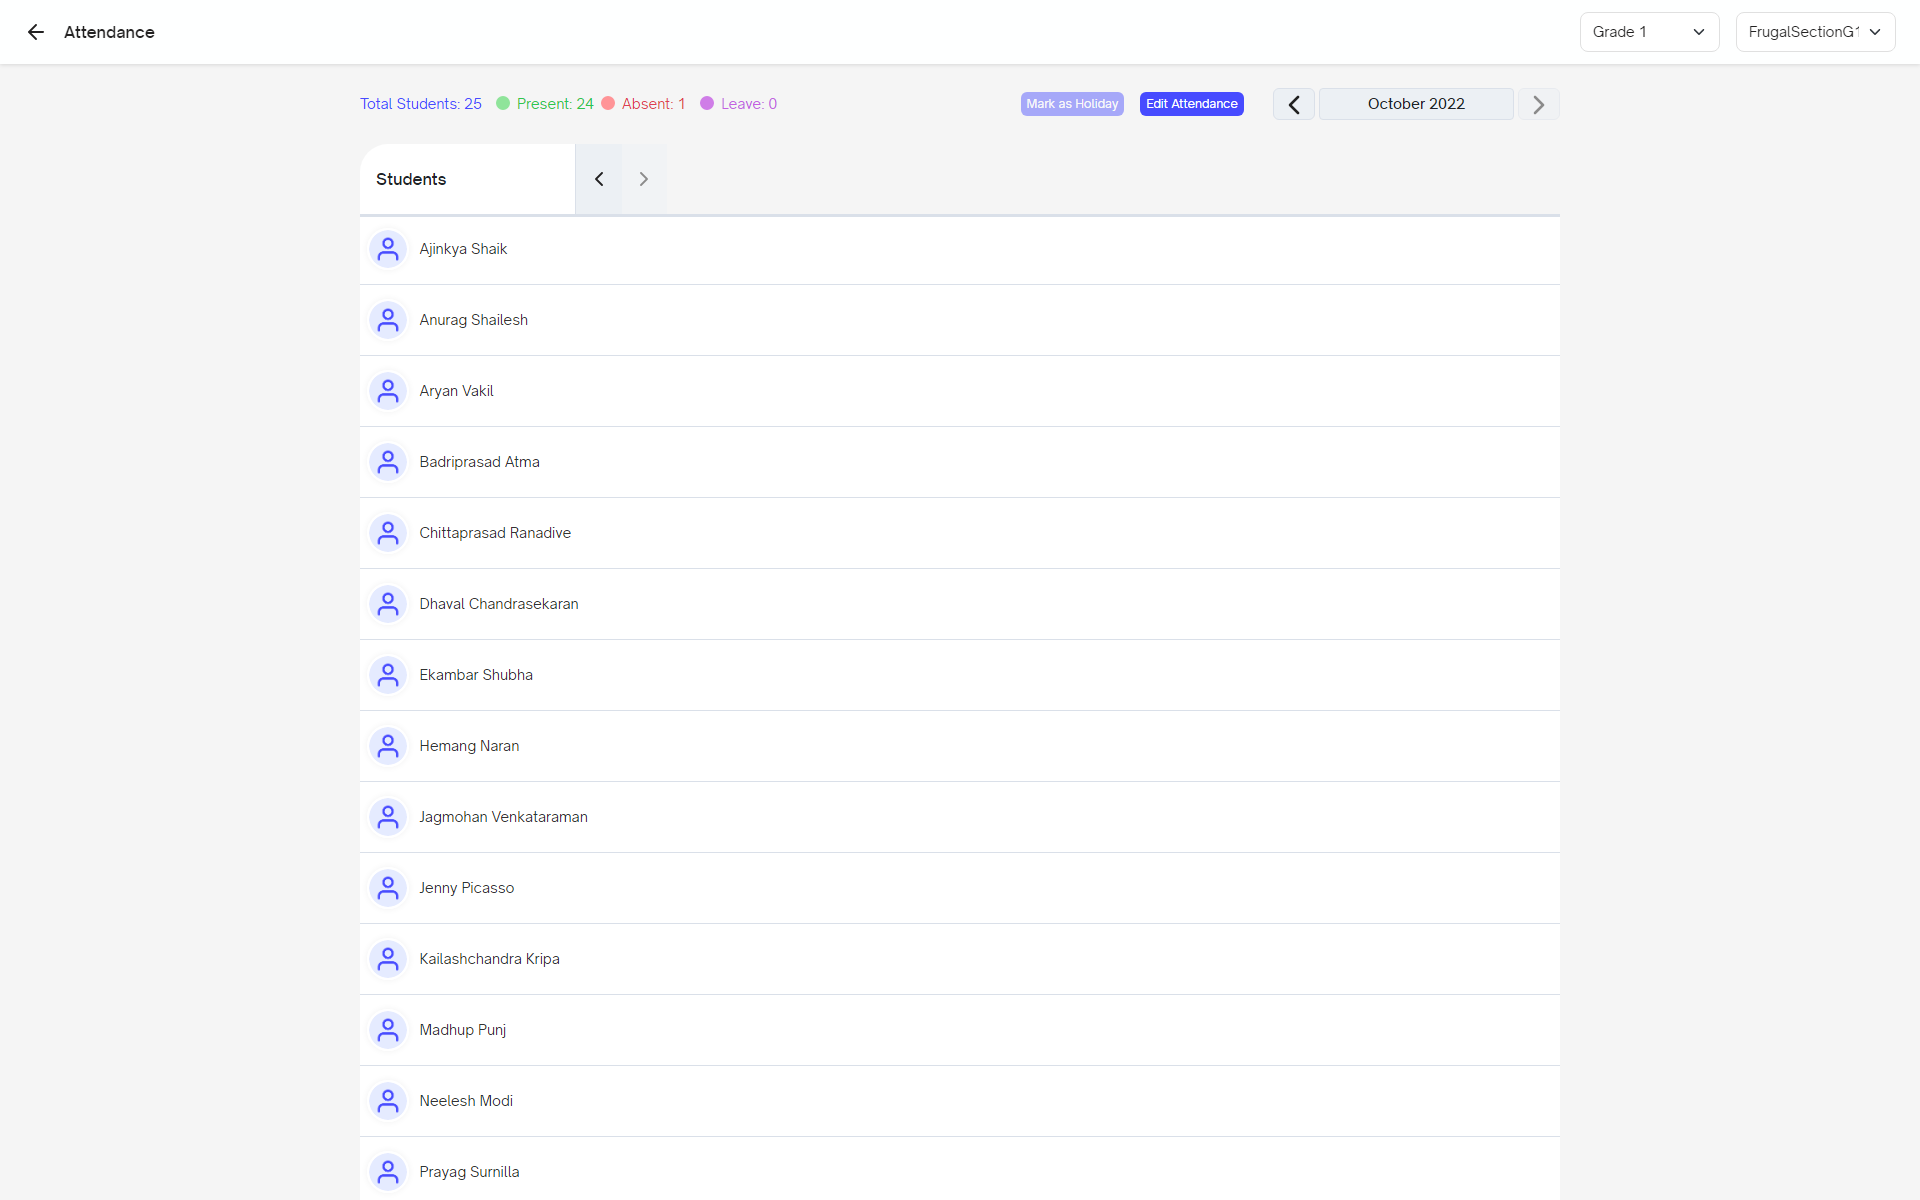 Attendance
Grade 1
FrugalSectionG1
Total Students: 25
Present: 24
Absent: 1
Leave: 0
Mark as Holiday
Edit Attendance
October 2022
Students
Ajinkya Shaik
Anurag Shailesh
Aryan Vakil
Badriprasad Atma
Chittaprasad Ranadive
Dhaval Chandrasekaran
Ekambar Shubha
Hemang Naran
Jagmohan Venkataraman
Jenny Picasso
Kailashchandra Kripa
Madhup Punj
Neelesh Modi
Prayag Surnilla